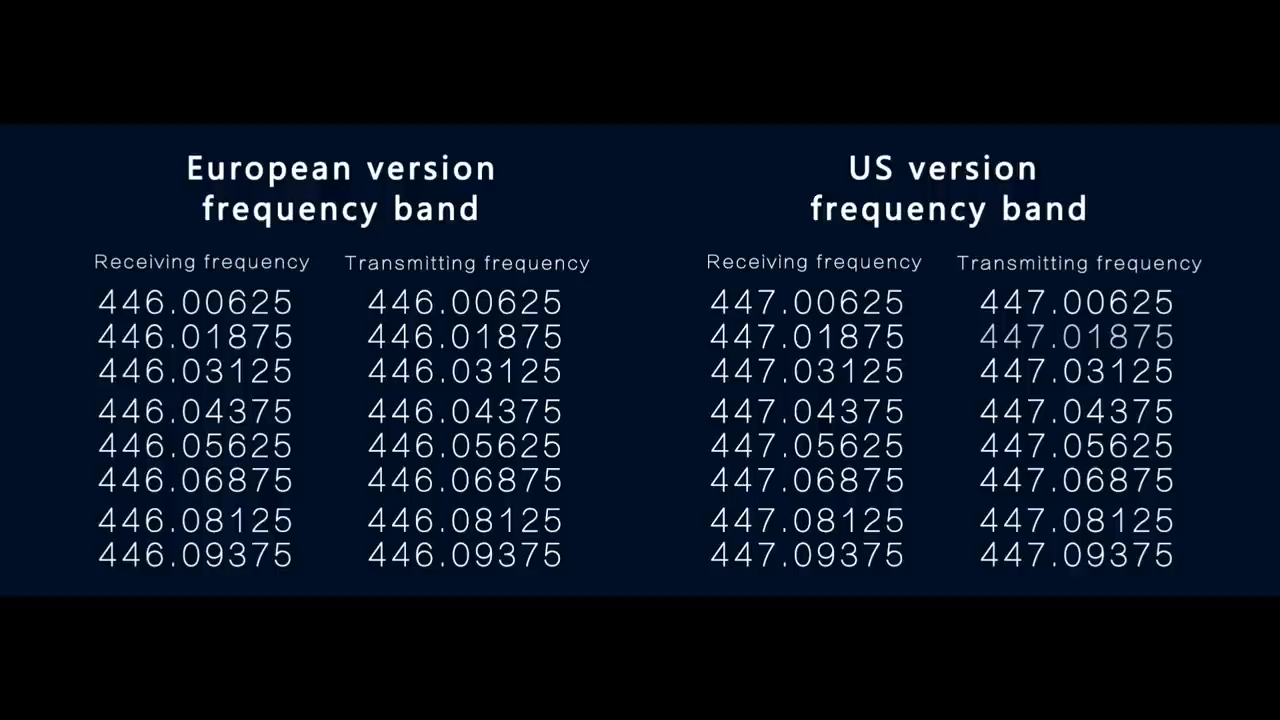 European version
frequency band
Receiving frequency Transmitting frequency
446.00625 446.00625
446.01875 446.01875
446.03125 446.03125
446.04375 446.04375
446.05625 446.05625
446.06875 446.06875
446.08125 446.08125
446.09375 446.09375
US version
frequency band
Receiving frequency Transmitting frequency
447.00625 447.00625
447.01875 447.01875
447.03125 447.03125
447.04375 447.04375
447.05625 447.05625
447.06875 447.06875
447.08125 447.08125
447.09375 447.09375